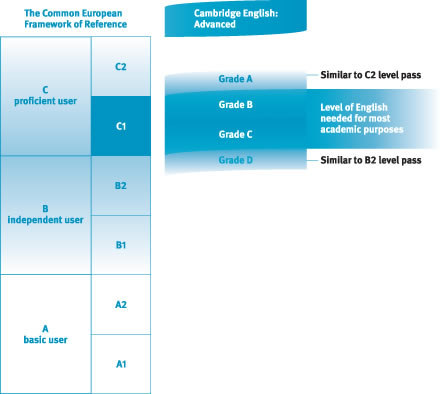 The Common European
Framework of Reference
Cambridge English:
Advanced
C
proficient user
C2
C1
B
independent user
B2
B1
A
basic user
A2
A1
Grade A
Similar to C2 level pass
Grade B
Grade C
Level of English
needed for most
academic purposes
Grade D
Similar to B2 level pass